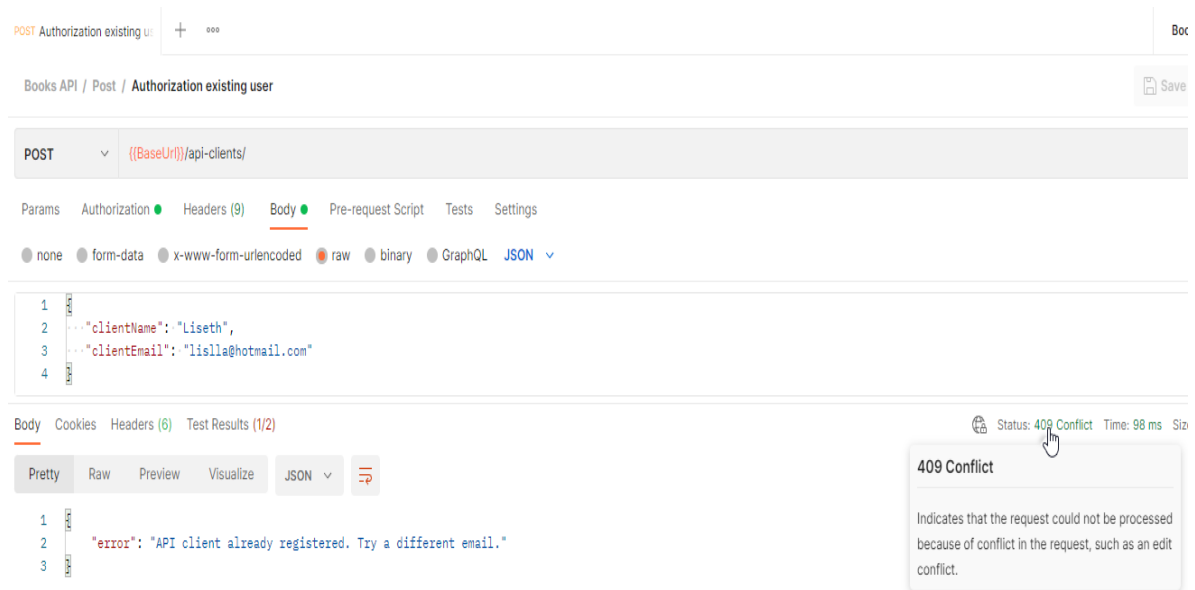 POST Authorization existing us
Boo
Books API / Post / Authorization existing user
Save
POST {{BaseUrl}}/api-clients/
Params Authorization Headers (9) Body Pre-request Script Tests Settings
none form-data x-www-form-urlencoded raw binary GraphQL JSON
1 {
2 "clientName": "Liseth",
3 "clientEmail": "lislla@hotmail.com"
4 }
Body Cookies Headers (6) Test Results (1/2) Status: 409 Conflict Time: 98 ms Size
Pretty Raw Preview Visualize JSON
409 Conflict
Indicates that the request could not be processed
because of conflict in the request, such as an edit
conflict.
1 {
2 "error": "API client already registered. Try a different email."
3 }